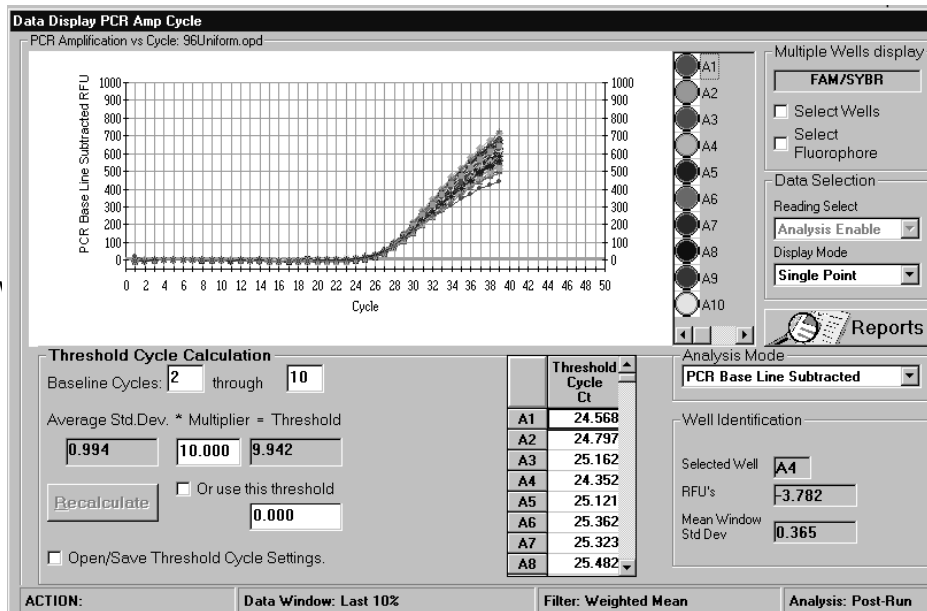 Data Display PCR Amp Cycle
PCR Amplification vs Cycle: 96Uniform.opd
PCR Base Line Subtracted RFU
1000 1000
900 900
800 800
700 700
600 600
500 500
400 400
300 300
200 200
100 100
0 0
0 2 4 6 8 10 12 14 16 18 20 22 24 26 28 30 32 34 36 38 40 42 44 46 48 50
Cycle
A1
A2
A3
A4
A5
A6
A7
A8
A9
A10
Multiple Wells display
FAM/SYBR
Select Wells
Select
Fluorophore
Data Selection
Reading Select
Analysis Enable
Display Mode
Single Point
Reports
Analysis Mode
PCR Base Line Subtracted
Threshold Cycle Calculation
Baseline Cycles: 2 through 10
Average Std.Dev. * Multiplier = Threshold
0.994 10.000 9.942
Recalculate
Or use this threshold
0.000
Open/Save Threshold Cycle Settings.
Threshold
Cycle
Ct
A1 24.568
A2 24.797
A3 25.162
A4 24.352
A5 25.121
A6 25.362
A7 25.323
A8 25.482
Well Identification
Selected Well A4
RFU's -3.782
Mean Window
Std Dev 0.365
ACTION: Data Window: Last 10% Filter: Weighted Mean Analysis: Post-Run